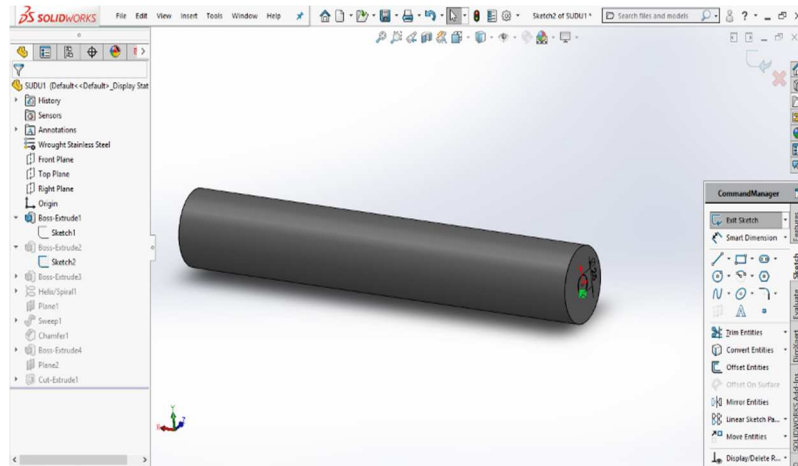 SOLIDWORKS File Edit View Insert Tools Window Help Sketch2 of SUDU1 * Search files and models
SUDU1 (Default<<Default>_Display Stat
History
Sensors
Annotations
Wrought Stainless Steel
Front Plane
Top Plane
Right Plane
Origin
Boss-Extrude1
Sketch1
Boss-Extrude2
Sketch2
Boss-Extrude3
Helix/Spiral1
Plane1
Sweep1
Chamfer1
Boss-Extrude4
Plane2
Cut-Extrude1
CommandManager
Exit Sketch
Smart Dimension
Trim Entities
Convert Entities
Offset Entities
Offset On Surface
Mirror Entities
Linear Sketch Pa...
Move Entities
Display/Delete R...
Features
Sketch
Evaluate
DimXpert
SOLIDWORKS Add-Ins